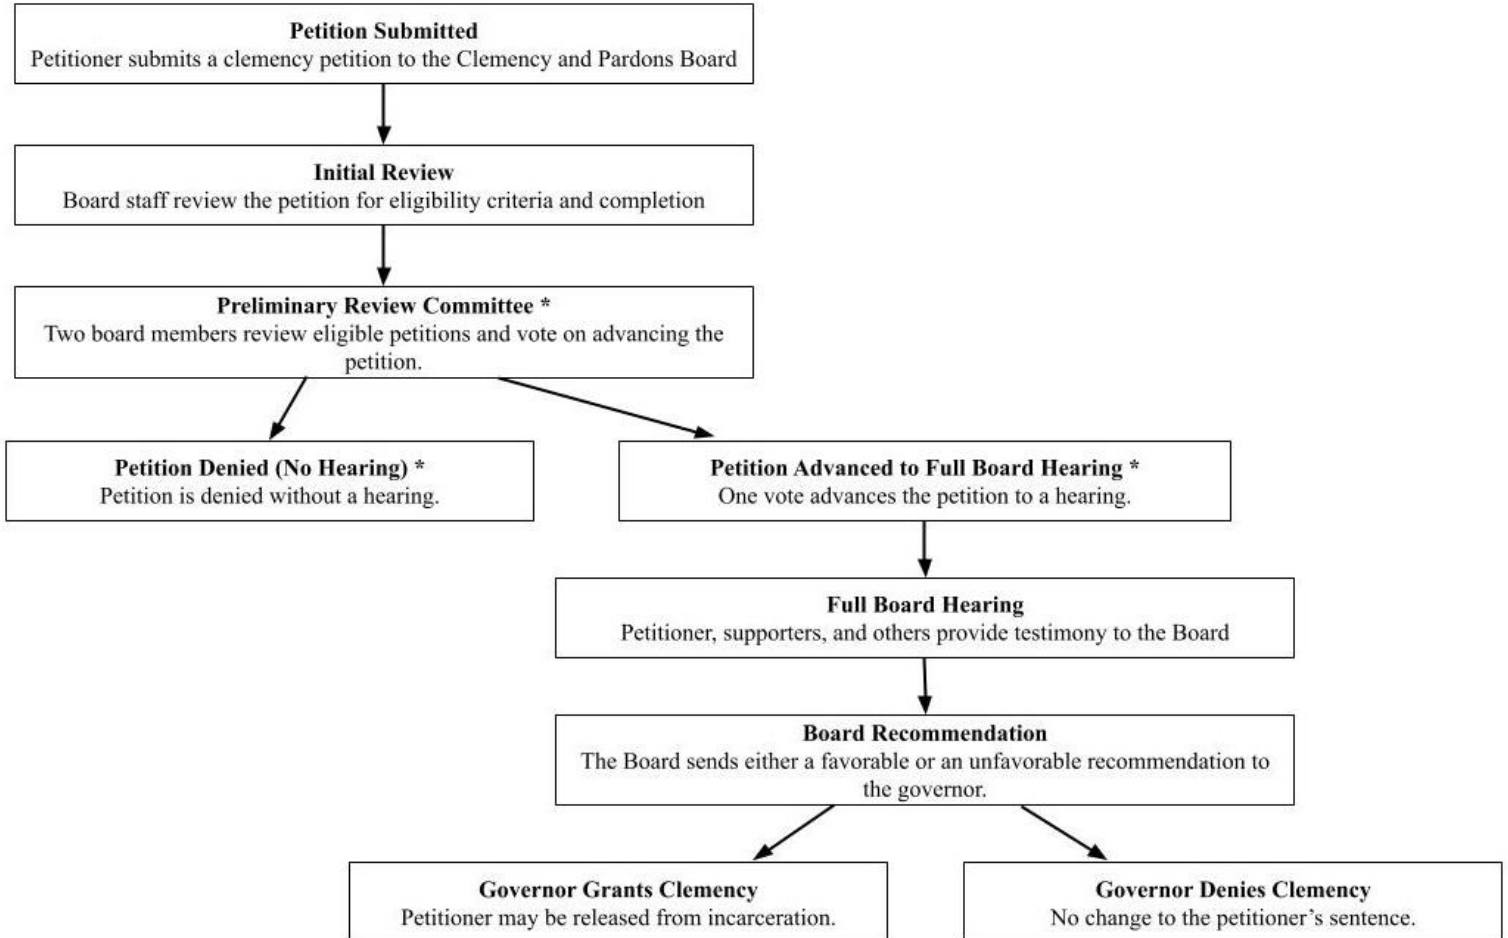 Petition Submitted
Petitioner submits a clemency petition to the Clemency and Pardons Board
Initial Review
Board staff review the petition for eligibility criteria and completion
Preliminary Review Committee *
Two board members review eligible petitions and vote on advancing the
petition.
Petition Denied (No Hearing) *
Petition is denied without a hearing.
Petition Advanced to Full Board Hearing *
One vote advances the petition to a hearing.
Full Board Hearing
Petitioner, supporters, and others provide testimony to the Board
Board Recommendation
The Board sends either a favorable or an unfavorable recommendation to
the governor.
Governor Grants Clemency
Petitioner may be released from incarceration.
Governor Denies Clemency
No change to the petitioner’s sentence.